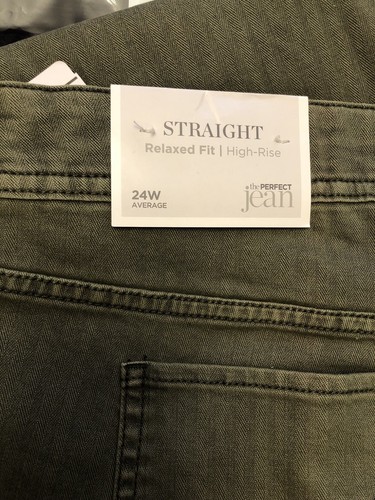 STRAIGHT
Relaxed Fit | High-Rise
24W
AVERAGE
the PERFECT
jean